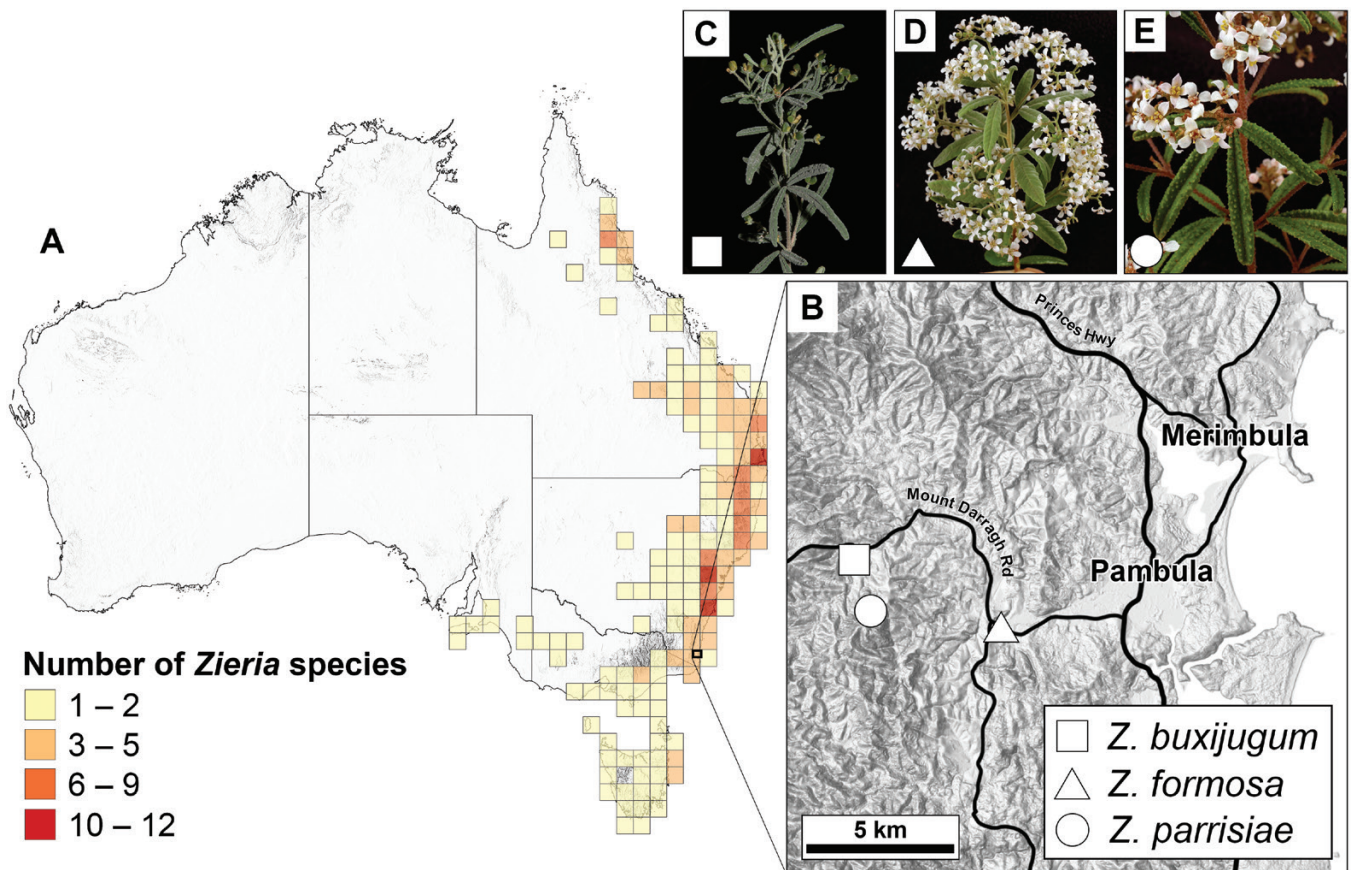 A
Number of Zieria species
1 – 2
3 – 5
6 – 9
10 – 12
C
D
E
B
Princes Hwy
Merimbula
Mount Darragh Rd
Pambula
5 km
Z. buxijugum
Z. formosa
Z. parrisiae